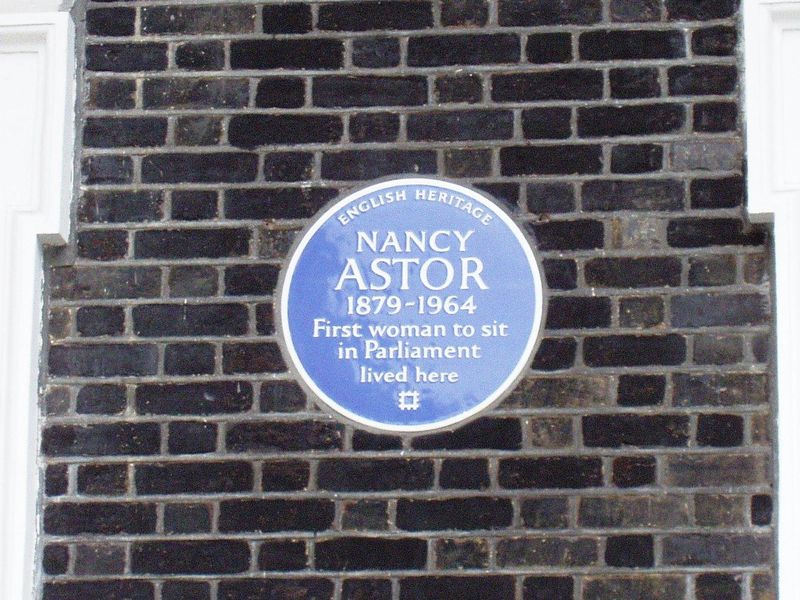 ENGLISH HERITAGE
NANCY
ASTOR
1879-1964
First woman to sit
in Parliament
lived here